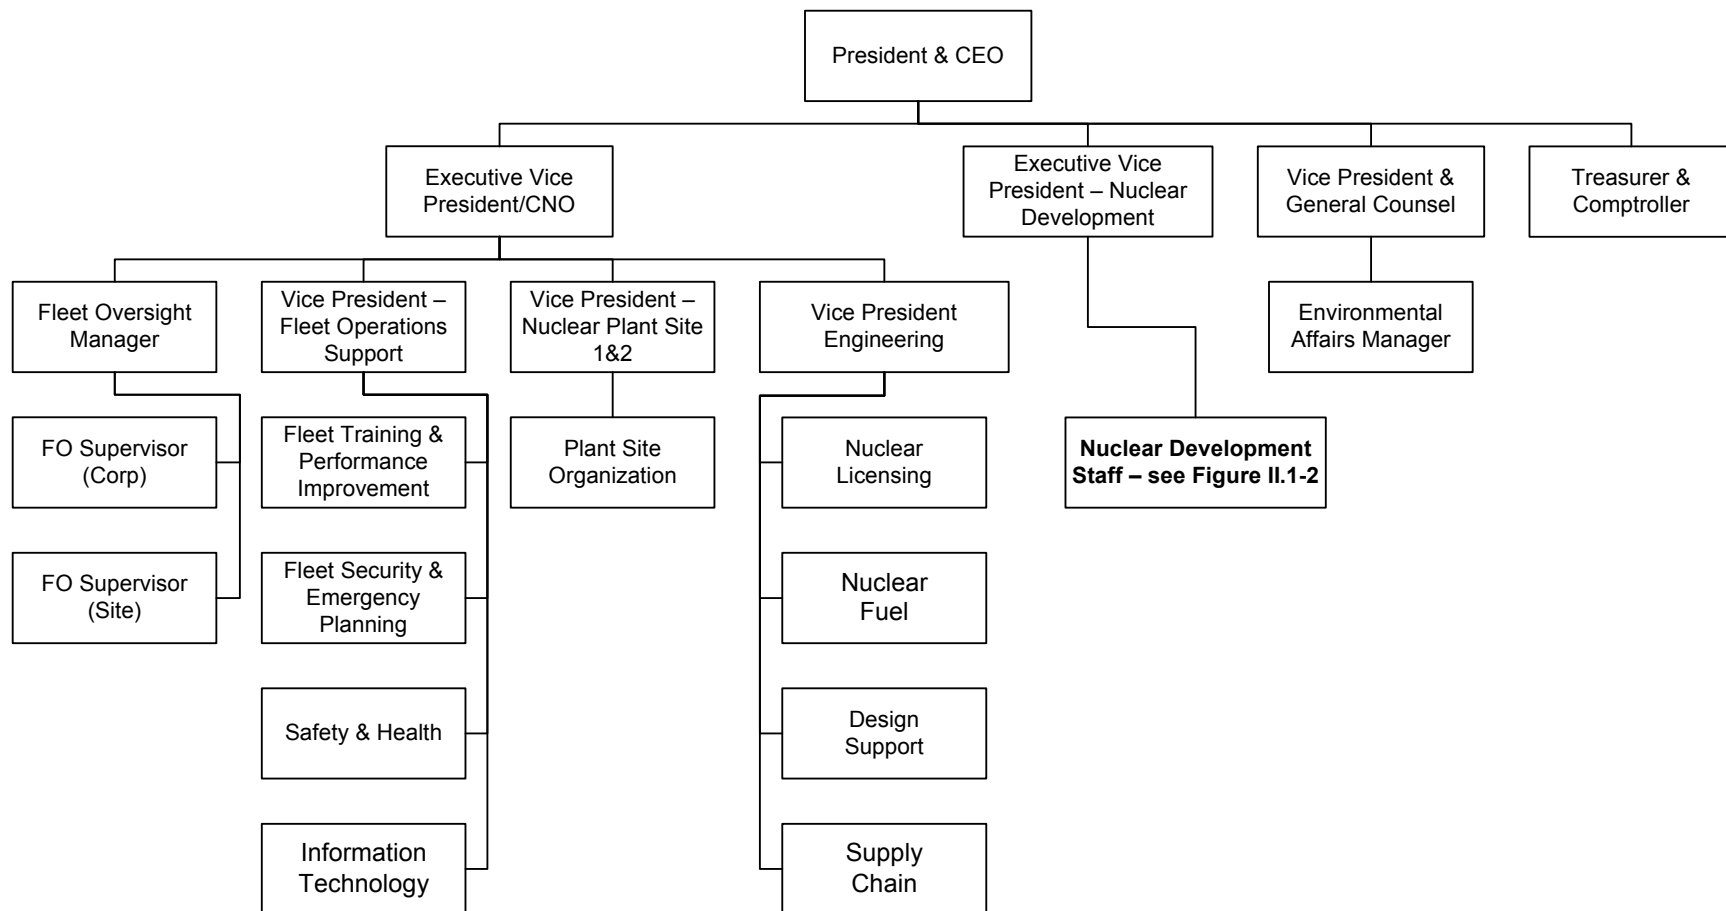 President & CEO
Executive Vice
President/CNO
Executive Vice
President – Nuclear
Development
Vice President &
General Counsel
Treasurer &
Comptroller
Fleet Oversight
Manager
Vice President –
Fleet Operations
Support
Vice President –
Nuclear Plant Site
1&2
Vice President
Engineering
Environmental
Affairs Manager
FO Supervisor
(Corp)
Fleet Training &
Performance
Improvement
Plant Site
Organization
Nuclear
Licensing
Nuclear Development
Staff – see Figure II.1-2
FO Supervisor
(Site)
Fleet Security &
Emergency
Planning
Nuclear
Fuel
Safety & Health
Design
Support
Information
Technology
Supply
Chain